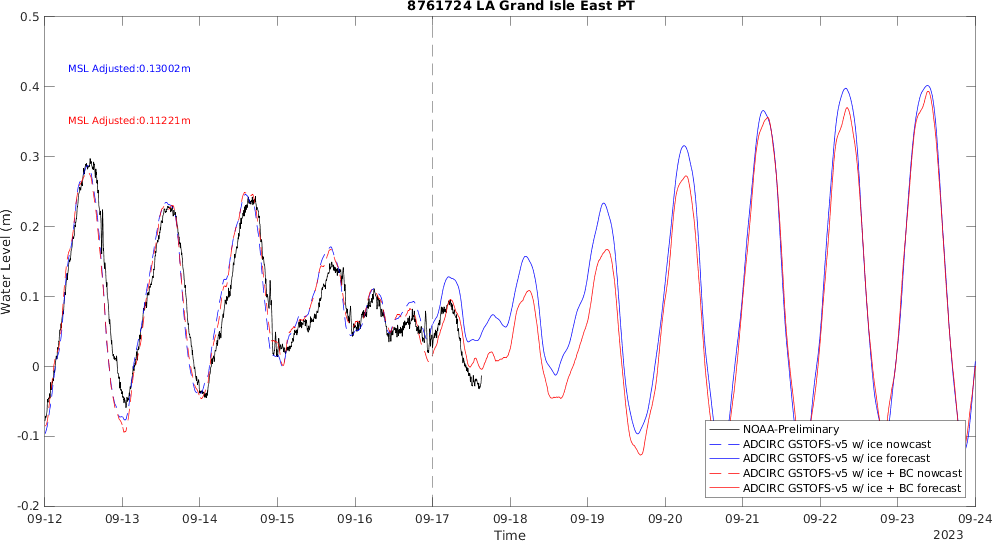 8761724 LA Grand Isle East PT
MSL Adjusted:0.13002m
MSL Adjusted:0.11221m
Water Level (m)
0.5
0.4
0.3
0.2
0.1
0
-0.1
-0.2
09-12 09-13 09-14 09-15 09-16 09-17 09-18 09-19 09-20 09-21 09-22 09-23 09-24
Time
2023
NOAA-Preliminary
ADCIRC GSTOFS-v5 w/ ice nowcast
ADCIRC GSTOFS-v5 w/ ice forecast
ADCIRC GSTOFS-v5 w/ ice + BC nowcast
ADCIRC GSTOFS-v5 w/ ice + BC forecast